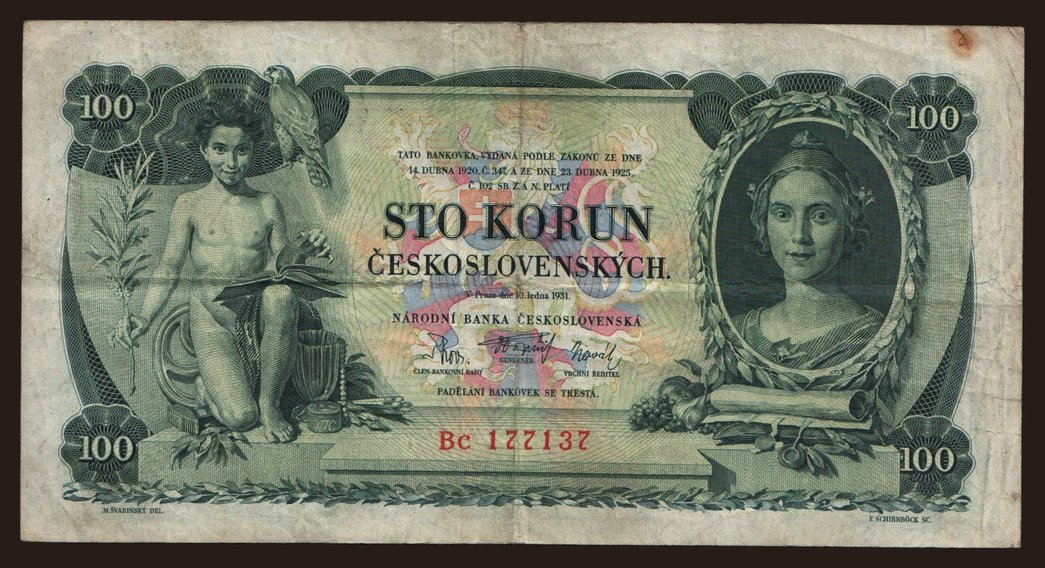 100
100
TATO BANKOVKA, VYDANÁ PODLE ZÁKONŮ ZE DNE
14. DUBNA 1920, Č. 347, A ZE DNE 23. DUBNA 1925,
Č. 102 SB. Z. A N. PLATÍ
STO KORUN
ČESKOSLOVENSKÝCH.
V Praze dne 10. ledna 1931.
NÁRODNÍ BANKA ČESKOSLOVENSKÁ
ČLEN BANKOVNÍ RADY GUVERNÉR VRCHNÍ ŘEDITEL
PADĚLÁNÍ BANKOVEK SE TRESTÁ.
Bc 177137
100
100
M. ŠVABINSKÝ DEL.
F. SCHIRNBÖCK SC.